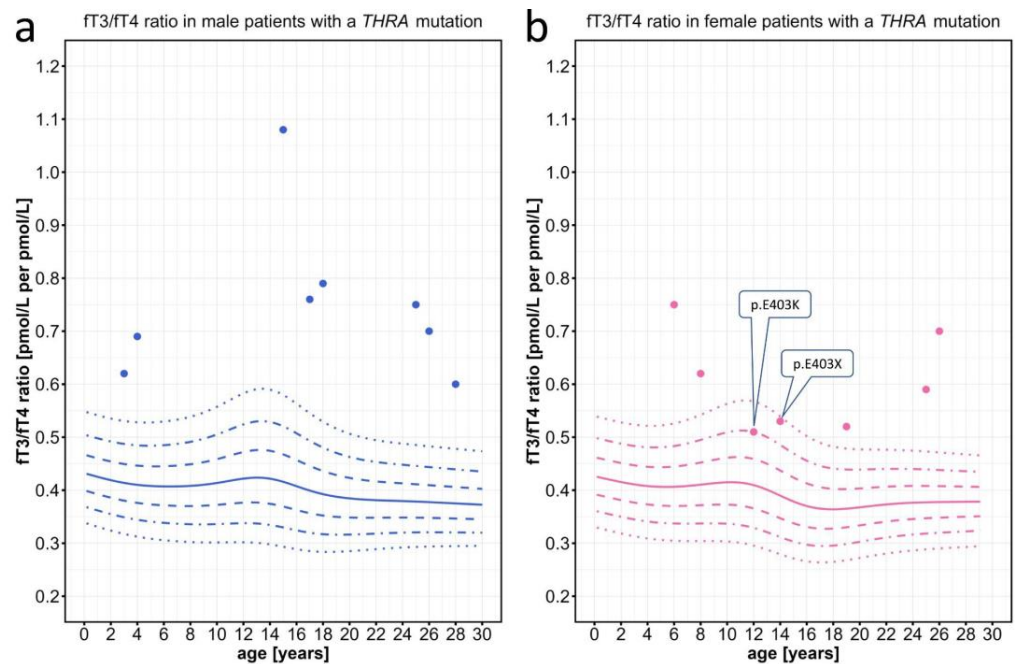 a
fT3/fT4 ratio in male patients with a THRA mutation
fT3/fT4 ratio [pmol/L per pmol/L]
1.2
1.1
1.0
0.9
0.8
0.7
0.6
0.5
0.4
0.3
0.2
0 2 4 6 8 10 12 14 16 18 20 22 24 26 28 30
age [years]
b
fT3/fT4 ratio in female patients with a THRA mutation
fT3/fT4 ratio [pmol/L per pmol/L]
1.2
1.1
1.0
0.9
0.8
0.7
0.6
0.5
0.4
0.3
0.2
p.E403K
p.E403X
0 2 4 6 8 10 12 14 16 18 20 22 24 26 28 30
age [years]